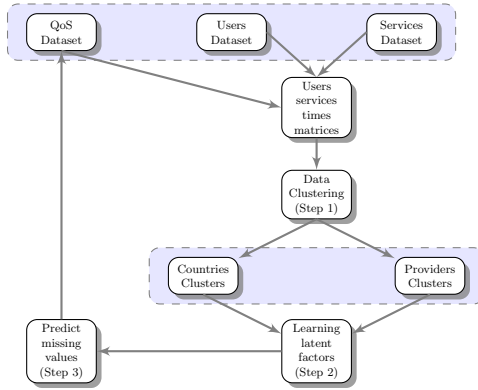 QoS
Dataset
Users
Dataset
Services
Dataset
Users
services
times
matrices
Data
Clustering
(Step 1)
Countries
Clusters
Providers
Clusters
Predict
missing
values
(Step 3)
Learning
latent
factors
(Step 2)